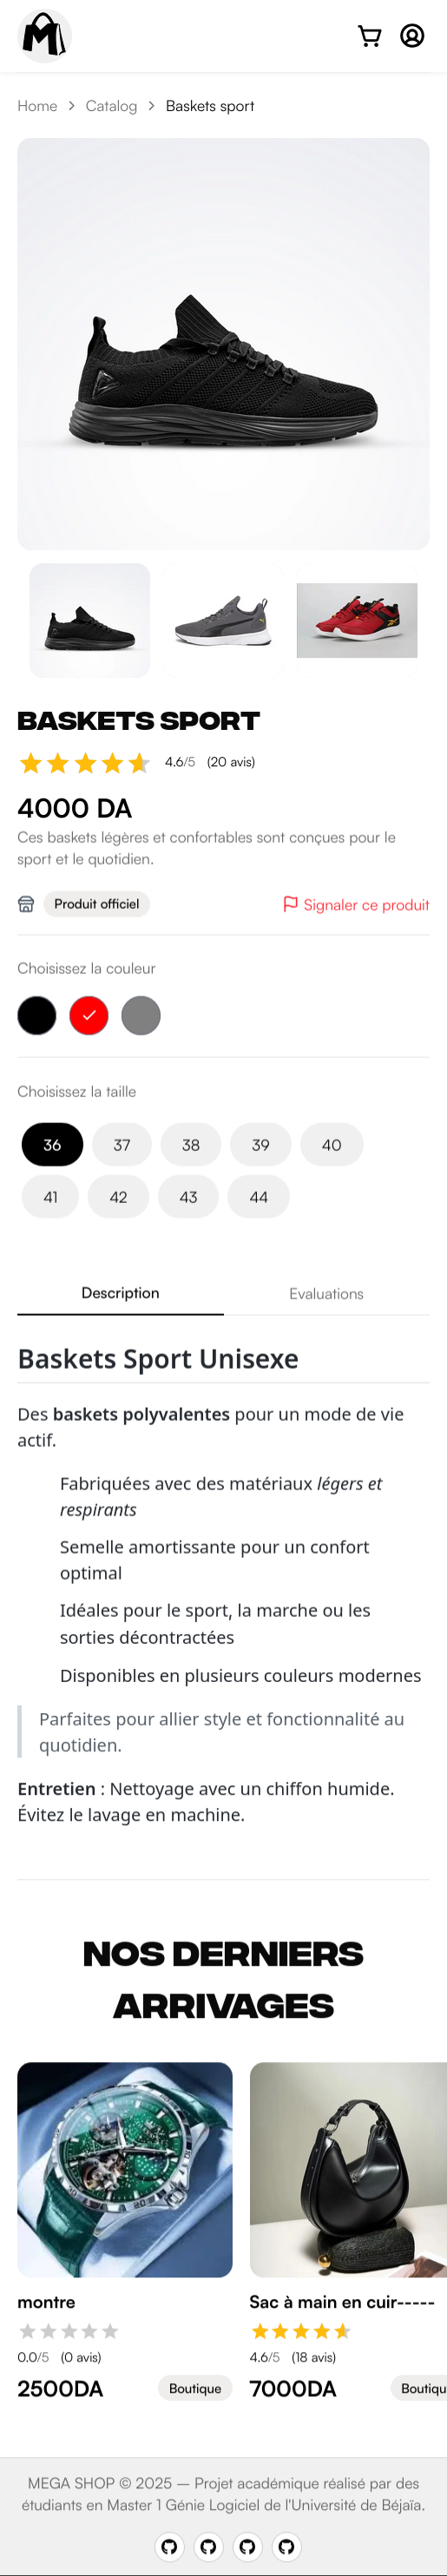 Home > Catalog > Baskets sport
BASKETS SPORT
4.6/5 (20 avis)
4000 DA
Ces baskets légères et confortables sont conçues pour le
sport et le quotidien.
Produit officiel
Signaler ce produit
Choisissez la couleur
Choisissez la taille
36 37 38 39 40
41 42 43 44
Description Evaluations
Baskets Sport Unisexe
Des baskets polyvalentes pour un mode de vie
actif.
Fabriquées avec des matériaux légers et
respirants
Semelle amortissante pour un confort
optimal
Idéales pour le sport, la marche ou les
sorties décontractées
Disponibles en plusieurs couleurs modernes
Parfaites pour allier style et fonctionnalité au
quotidien.
Entretien : Nettoyage avec un chiffon humide.
Évitez le lavage en machine.
NOS DERNIERS
ARRIVAGES
montre
0.0/5 (0 avis)
2500DA
Boutique
Sac à main en cuir-----
4.6/5 (18 avis)
7000DA
Boutiqu
MEGA SHOP © 2025 — Projet académique réalisé par des
étudiants en Master 1 Génie Logiciel de l'Université de Béjaïa.